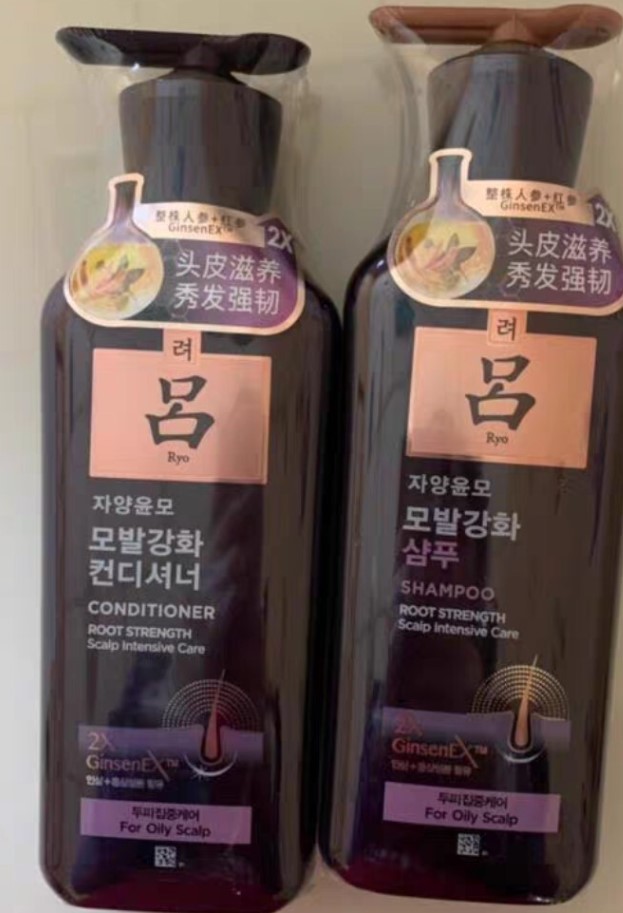 整株人参+红参
GinsenEX™
2X
头皮滋养
秀发强韧
려
呂
Ryo
자양윤모
모발강화
컨디셔너
CONDITIONER
ROOT STRENGTH
Scalp Intensive Care
2X
GinsenEX™
두피집중케어
For Oily Scalp
整株人参+红参
GinsenEX™
2X
头皮滋养
秀发强韧
려
呂
Ryo
자양윤모
모발강화
샴푸
SHAMPOO
ROOT STRENGTH
Scalp Intensive Care
2X
GinsenEX™
두피집중케어
For Oily Scalp